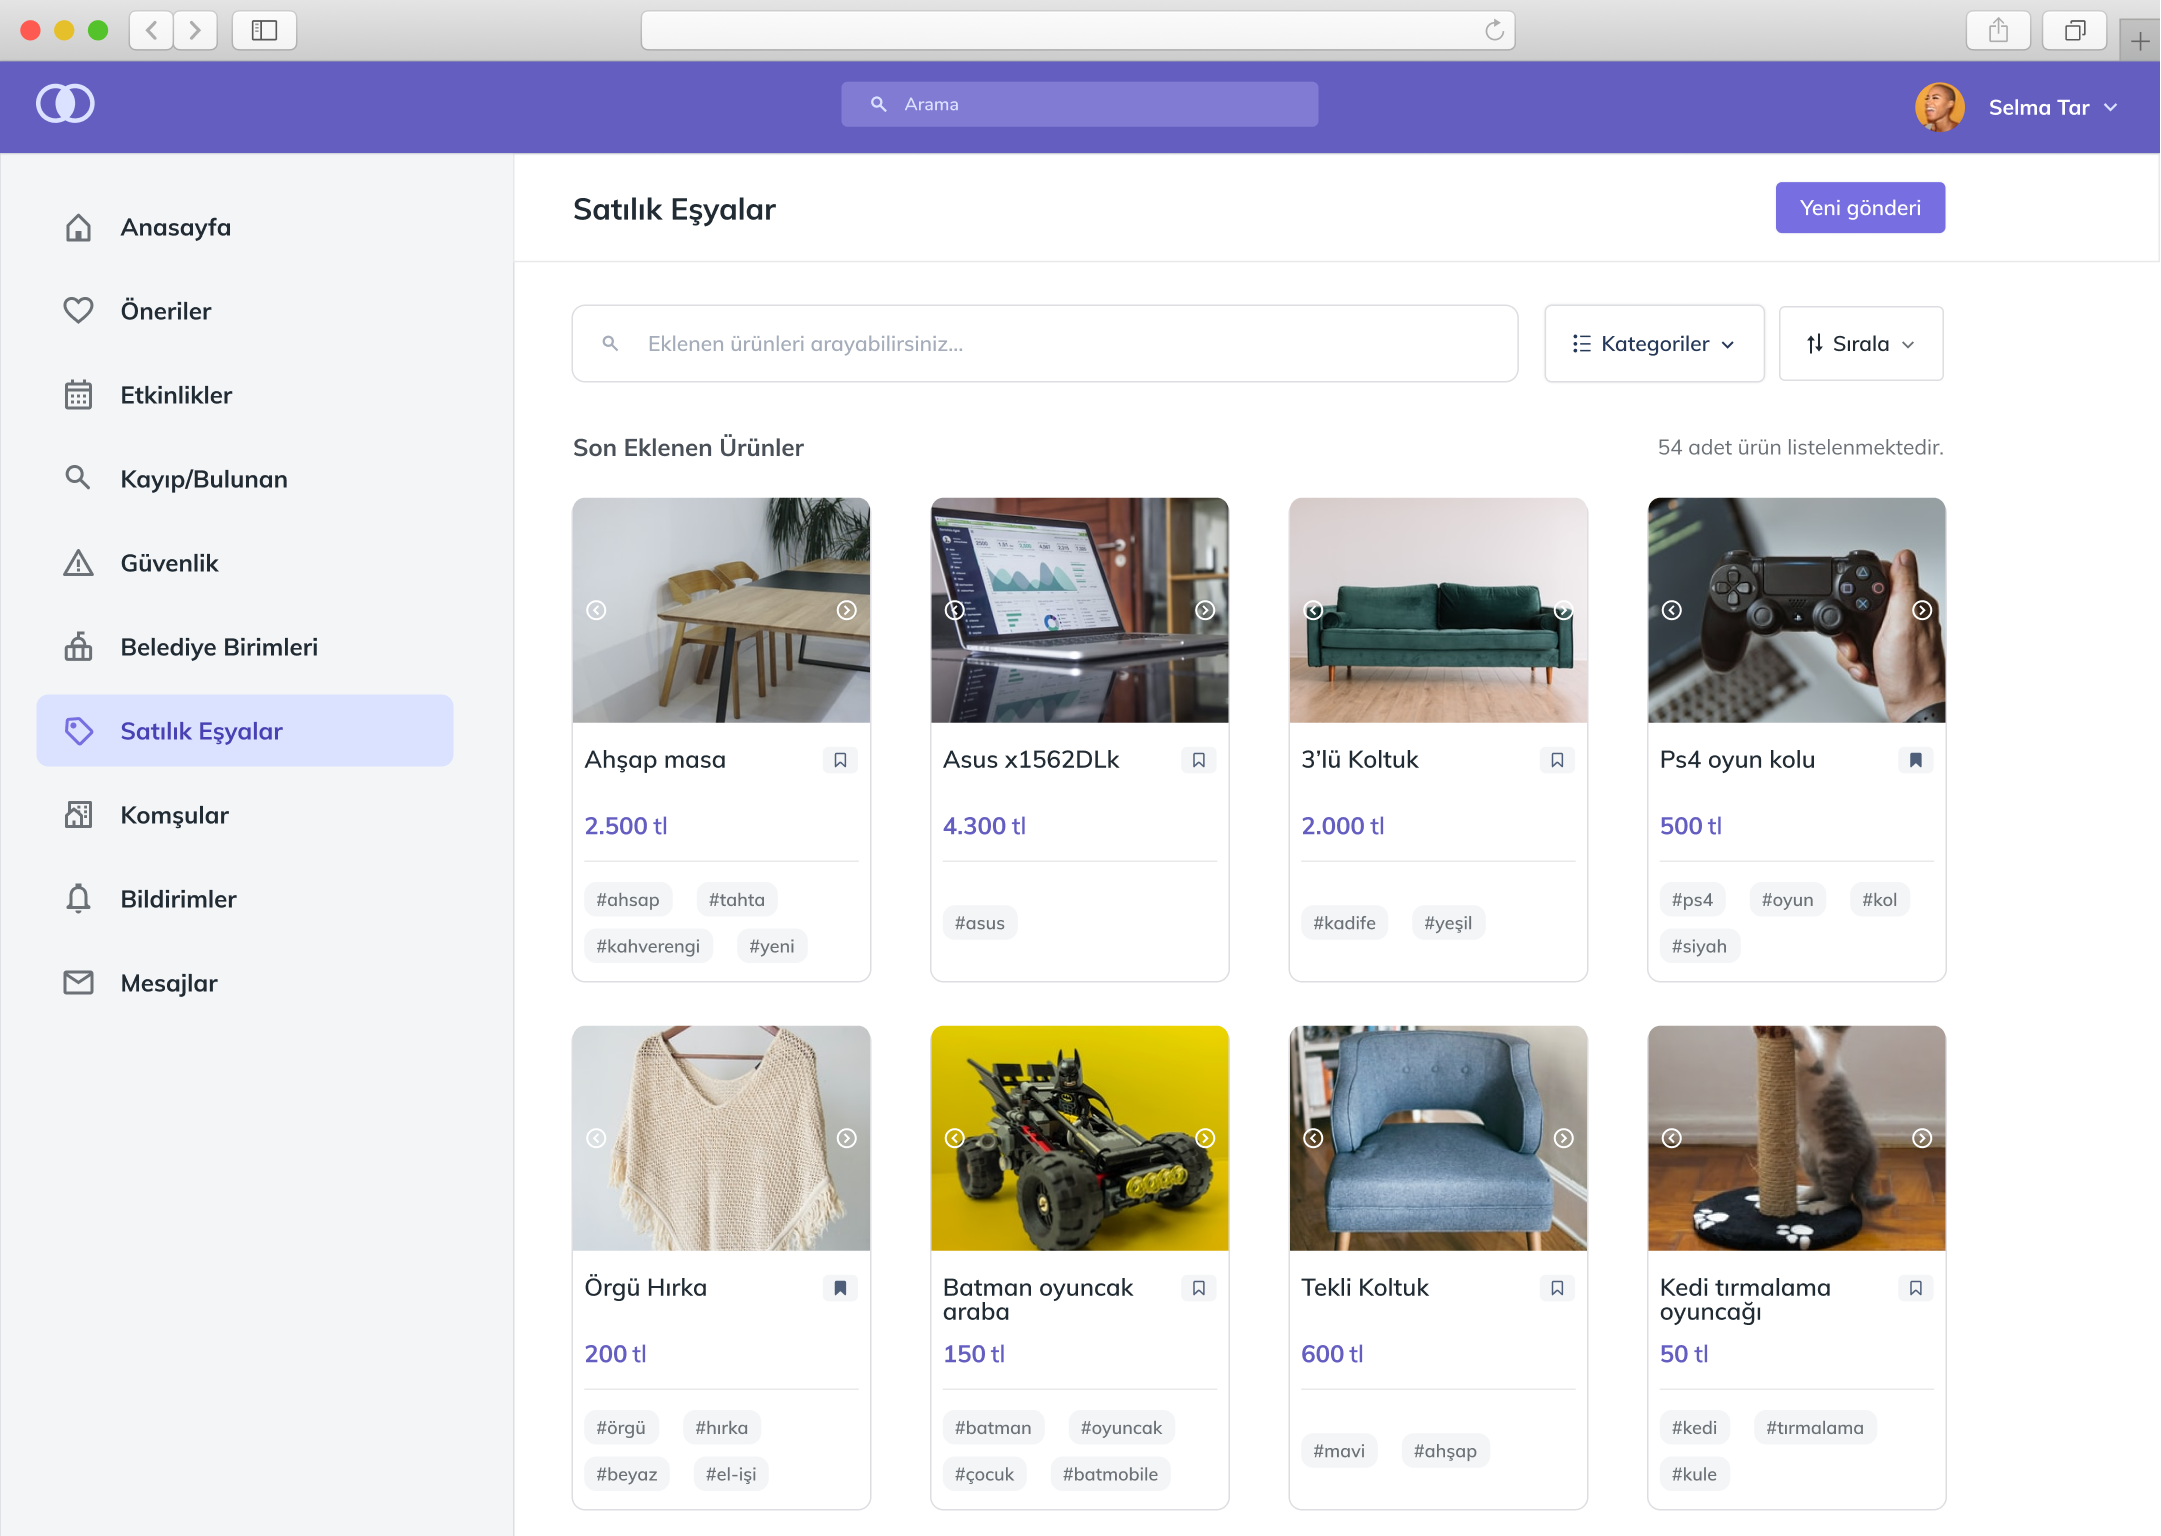 Arama
Selma Tar
Anasayfa
Öneriler
Etkinlikler
Kayıp/Bulunan
Güvenlik
Belediye Birimleri
Satılık Eşyalar
Komşular
Bildirimler
Mesajlar
Satılık Eşyalar
Yeni gönderi
Eklenen ürünleri arayabilirsiniz...
Kategoriler
Sırala
Son Eklenen Ürünler
54 adet ürün listelenmektedir.
Ahşap masa
2.500 tl
#ahsap #tahta
#kahverengi #yeni
Asus x1562DLk
4.300 tl
#asus
3’lü Koltuk
2.000 tl
#kadife #yeşil
Ps4 oyun kolu
500 tl
#ps4 #oyun #kol
#siyah
Örgü Hırka
200 tl
#örgü #hırka
#beyaz #el-işi
Batman oyuncak
araba
150 tl
#batman #oyuncak
#çocuk #batmobile
Tekli Koltuk
600 tl
#mavi #ahşap
Kedi tırmalama
oyuncağı
50 tl
#kedi #tırmalama
#kule